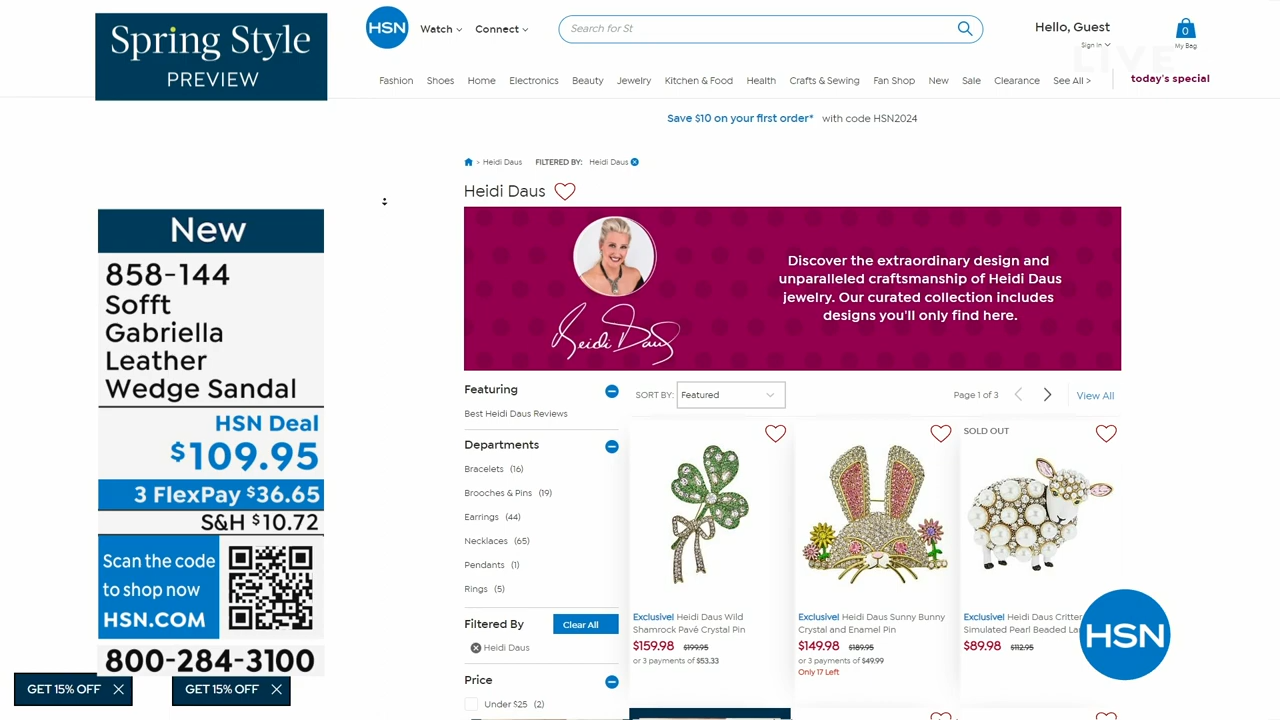 Spring Style
PREVIEW
HSN
Watch
Connect
Search for St
Hello, Guest
Sign In
0
My Bag
LIVE
Fashion Shoes Home Electronics Beauty Jewelry Kitchen & Food Health Crafts & Sewing Fan Shop New Sale Clearance See All >
today's special
Save $10 on your first order* with code HSN2024
> Heidi Daus FILTERED BY: Heidi Daus
Heidi Daus
Discover the extraordinary design and
unparalleled craftsmanship of Heidi Daus
jewelry. Our curated collection includes
designs you'll only find here.
Heidi Daus
New
858-144
Sofft
Gabriella
Leather
Wedge Sandal
HSN Deal
$109.95
3 FlexPay $36.65
S&H $10.72
Scan the code
to shop now
HSN.COM
800-284-3100
GET 15% OFF
GET 15% OFF
Featuring
Best Heidi Daus Reviews
Departments
Bracelets (16)
Brooches & Pins (19)
Earrings (44)
Necklaces (65)
Pendants (1)
Rings (5)
Filtered By
Clear All
Heidi Daus
Price
Under $25 (2)
SORT BY: Featured
Page 1 of 3
View All
Exclusive! Heidi Daus Wild
Shamrock Pavé Crystal Pin
$159.98 $199.95
or 3 payments of $53.33
Exclusive! Heidi Daus Sunny Bunny
Crystal and Enamel Pin
$149.98 $189.95
or 3 payments of $49.99
Only 17 Left
SOLD OUT
Exclusive! Heidi Daus Critter
Simulated Pearl Beaded La
$89.98 $112.95
HSN